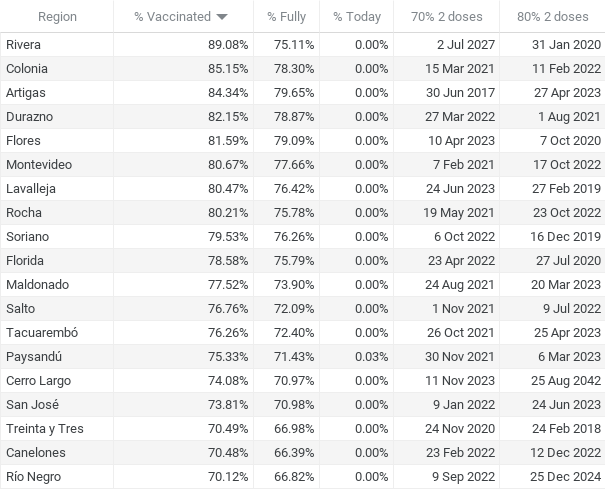 Region % Vaccinated % Fully % Today 70% 2 doses 80% 2 doses
Rivera 89.08% 75.11% 0.00% 2 Jul 2027 31 Jan 2020
Colonia 85.15% 78.30% 0.00% 15 Mar 2021 11 Feb 2022
Artigas 84.34% 79.65% 0.00% 30 Jun 2017 27 Apr 2023
Durazno 82.15% 78.87% 0.00% 27 Mar 2022 1 Aug 2021
Flores 81.59% 79.09% 0.00% 10 Apr 2023 7 Oct 2020
Montevideo 80.67% 77.66% 0.00% 7 Feb 2021 17 Oct 2022
Lavalleja 80.47% 76.42% 0.00% 24 Jun 2023 27 Feb 2019
Rocha 80.21% 75.78% 0.00% 19 May 2021 23 Oct 2022
Soriano 79.53% 76.26% 0.00% 6 Oct 2022 16 Dec 2019
Florida 78.58% 75.79% 0.00% 23 Apr 2022 27 Jul 2020
Maldonado 77.52% 73.90% 0.00% 24 Aug 2021 20 Mar 2023
Salto 76.76% 72.09% 0.00% 1 Nov 2021 9 Jul 2022
Tacuarembó 76.26% 72.40% 0.00% 26 Oct 2021 25 Apr 2023
Paysandú 75.33% 71.43% 0.03% 30 Nov 2021 6 Mar 2023
Cerro Largo 74.08% 70.97% 0.00% 11 Nov 2023 25 Aug 2042
San José 73.81% 70.98% 0.00% 9 Jan 2022 24 Jun 2023
Treinta y Tres 70.49% 66.98% 0.00% 24 Nov 2020 24 Feb 2018
Canelones 70.48% 66.39% 0.00% 23 Feb 2022 12 Dec 2022
Río Negro 70.12% 66.82% 0.00% 9 Sep 2022 25 Dec 2024